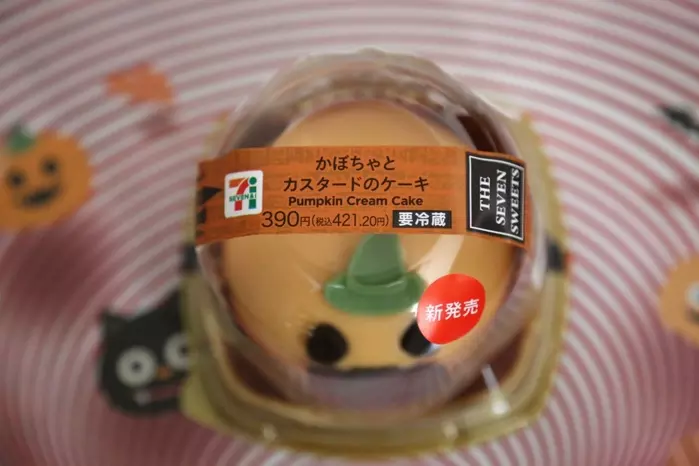 かぼちゃと
カスタードのケーキ
Pumpkin Cream Cake
390円(税込421.20円) 要冷蔵
7i
SEVEN&i
THE
SEVEN
SWEETS
新発売